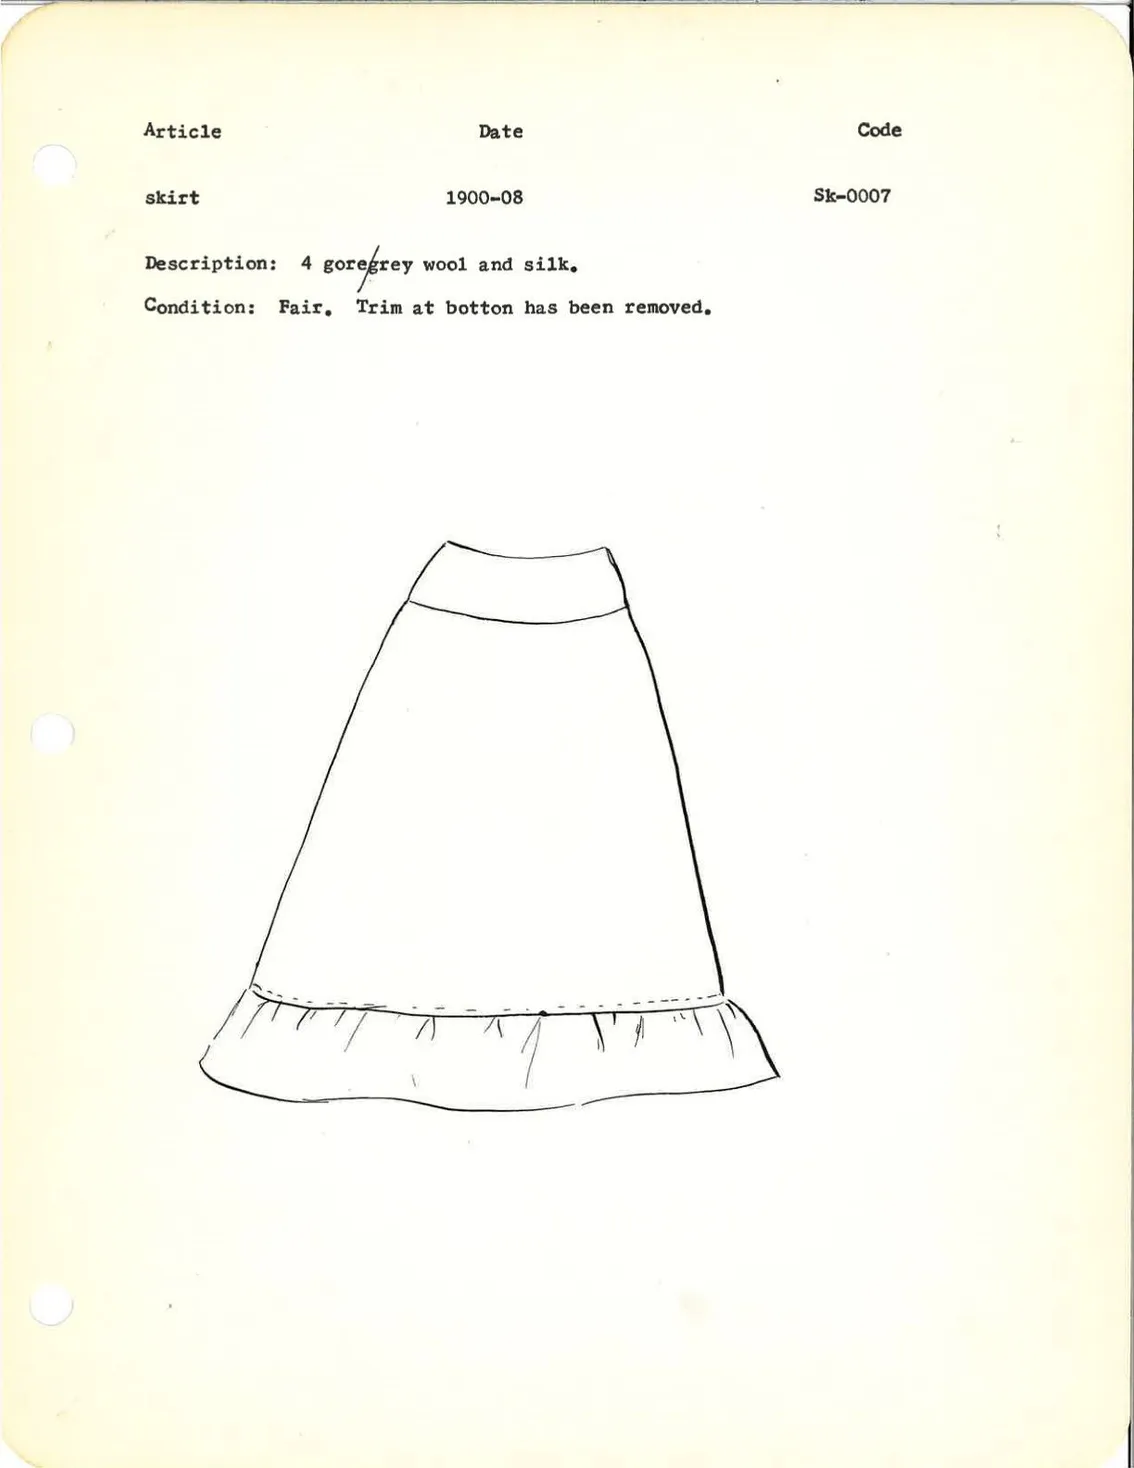 Article Date Code
skirt 1900-08 Sk-0007
Description: 4 gore/grey wool and silk.
Condition: Fair. Trim at botton has been removed.